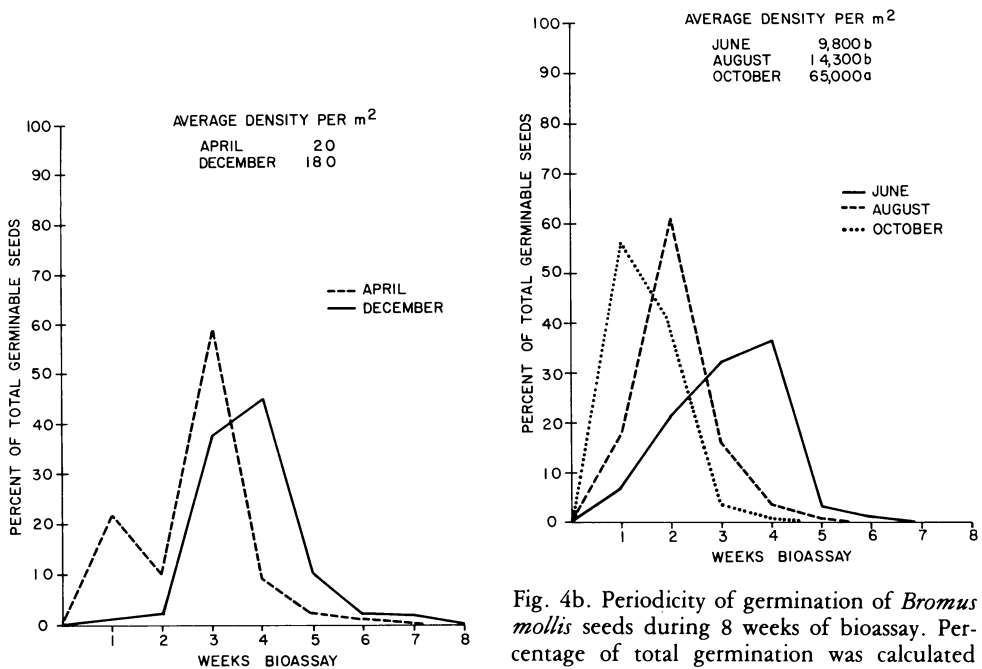 AVERAGE DENSITY PER m2
APRIL 20
DECEMBER 180
100
90
80
70
60
50
40
30
20
10
0
PERCENT OF TOTAL GERMINABLE SEEDS
APRIL
DECEMBER
1 2 3 4 5 6 7 8
WEEKS BIOASSAY
AVERAGE DENSITY PER m2
JUNE 9,800b
AUGUST 14,300b
OCTOBER 65,000a
100
90
80
70
60
50
40
30
20
10
0
PERCENT OF TOTAL GERMINABLE SEEDS
JUNE
AUGUST
OCTOBER
1 2 3 4 5 6 7 8
WEEKS BIOASSAY
Fig. 4b. Periodicity of germination of Bromus
mollis seeds during 8 weeks of bioassay. Per-
centage of total germination was calculated